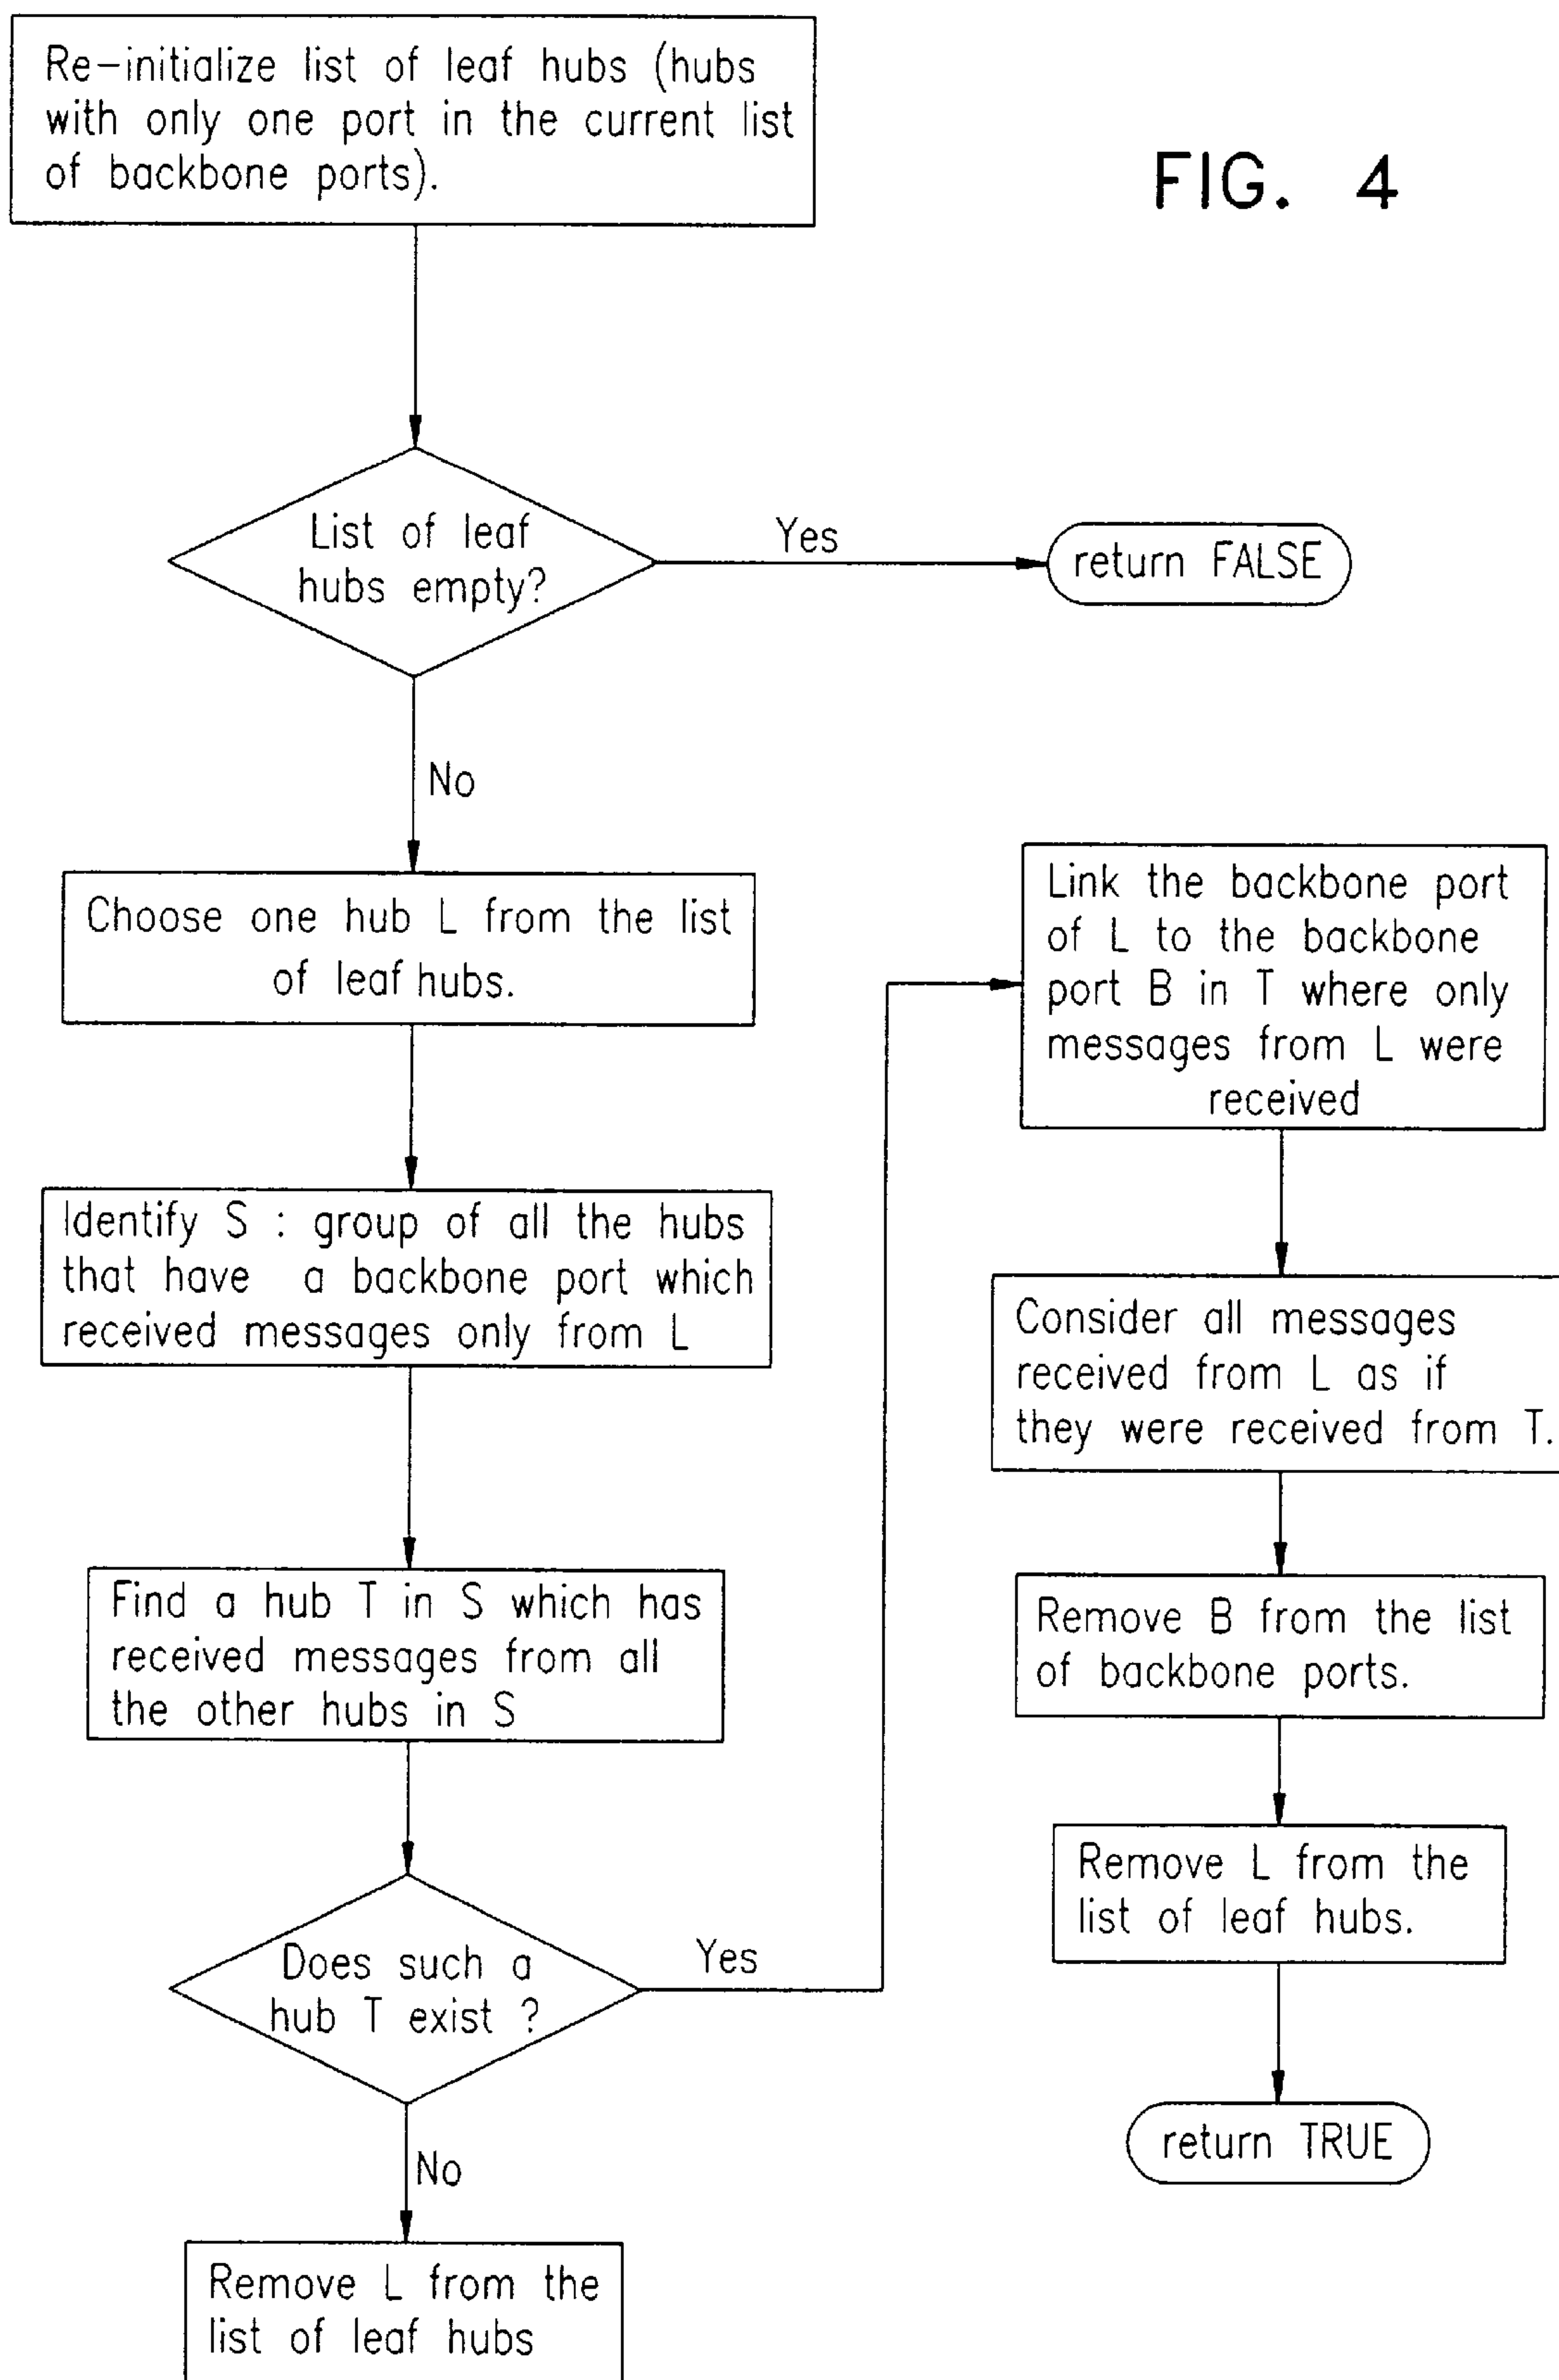 Re-initialize list of leaf hubs (hubs
with only one port in the current list
of backbone ports).
FIG. 4
List of leaf
hubs empty?
Yes
return FALSE
No
Choose one hub L from the list
of leaf hubs.
Identify S : group of all the hubs
that have a backbone port which
received messages only from L
Find a hub T in S which has
received messages from all
the other hubs in S
Does such a
hub T exist ?
Yes
No
Remove L from the
list of leaf hubs
Link the backbone port
of L to the backbone
port B in T where only
messages from L were
received
Consider all messages
received from L as if
they were received from T.
Remove B from the list
of backbone ports.
Remove L from the
list of leaf hubs.
return TRUE